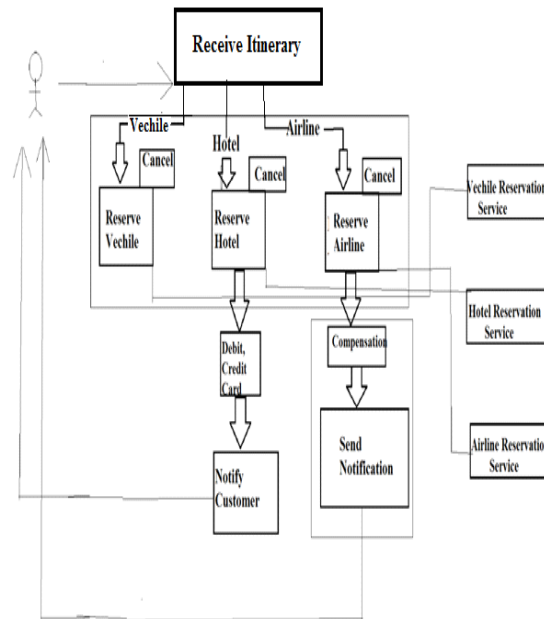 Receive Itinerary
Vechile
Hotel
Airline
Cancel
Cancel
Cancel
Reserve
Vechile
Reserve
Hotel
Reserve
Airline
Vechile Reservation
Service
Hotel Reservation
Service
Airline Reservation
Service
Debit,
Credit
Card
Compensation
Notify
Customer
Send
Notification